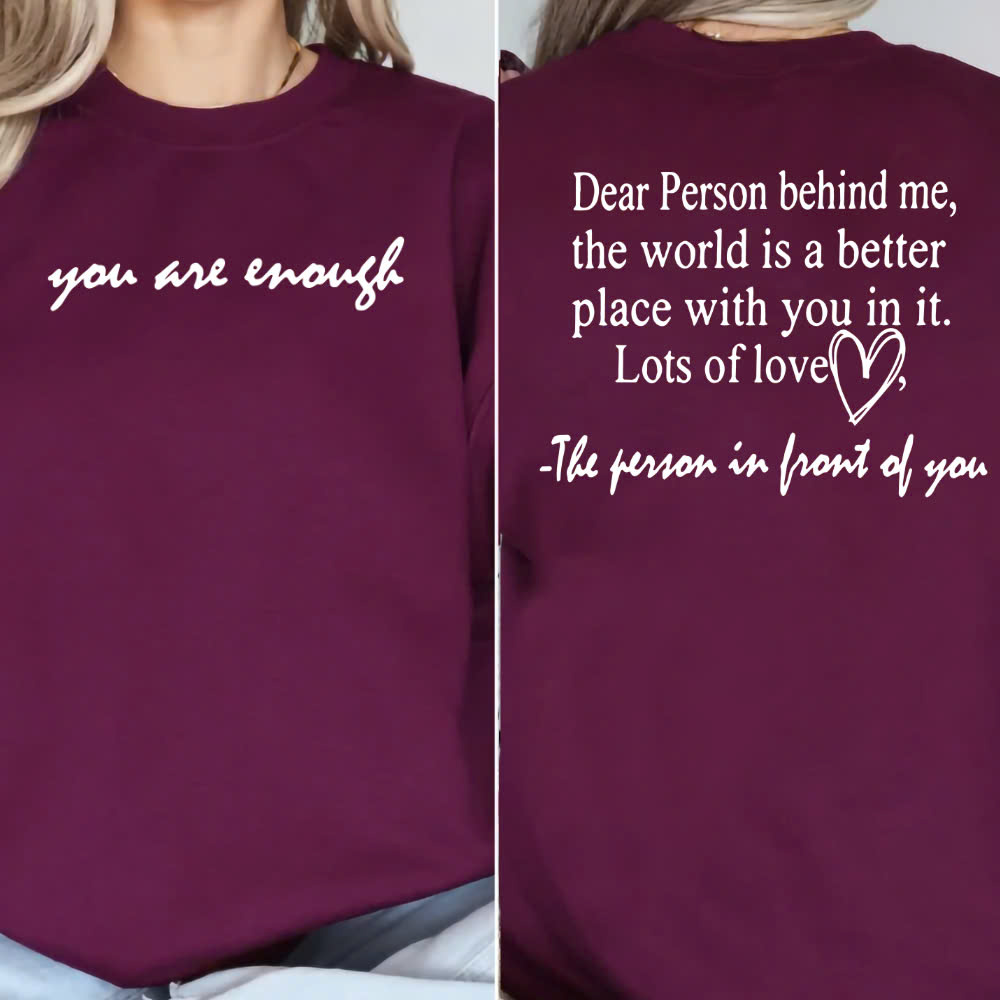 you are enough
Dear Person behind me,
the world is a better
place with you in it.
Lots of love,
-The person in front of you